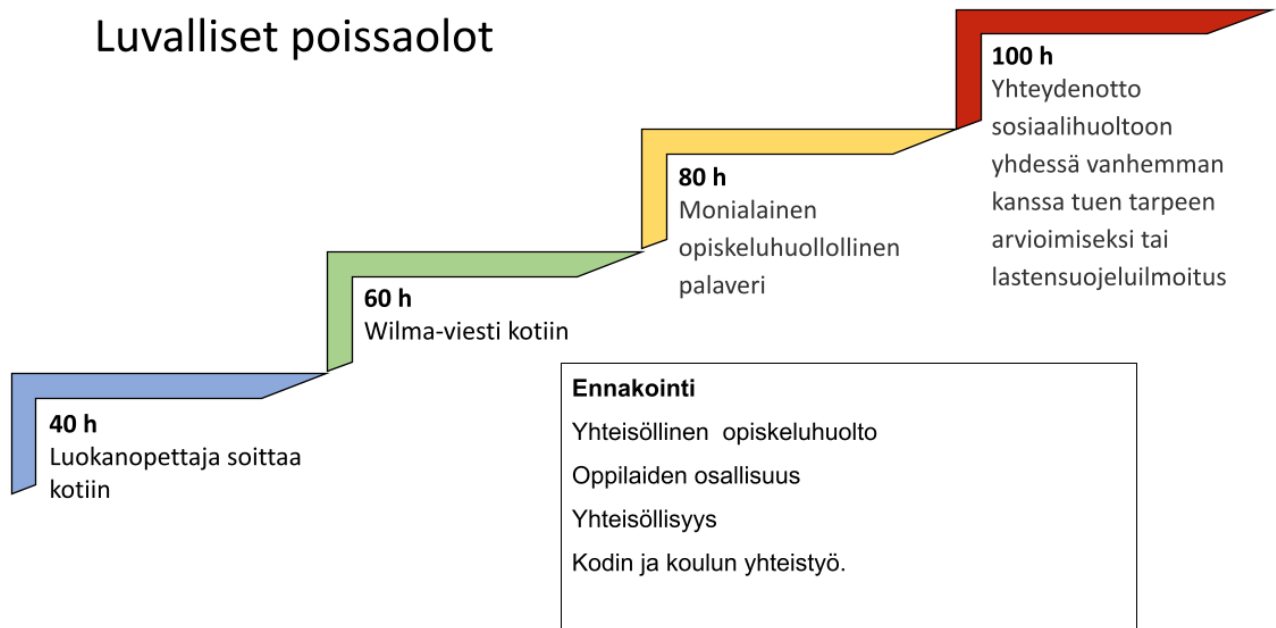 Luvalliset poissaolot
100 h
Yhteydenotto
sosiaalihuoltoon
yhdessä vanhemman
kanssa tuen tarpeen
arvioimiseksi tai
lastensuojeluilmoitus
80 h
Monialainen
opiskeluhuollollinen
palaveri
60 h
Wilma-viesti kotiin
40 h
Luokanopettaja soittaa
kotiin
Ennakointi
Yhteisöllinen opiskeluhuolto
Oppilaiden osallisuus
Yhteisöllisyys
Kodin ja koulun yhteistyö.